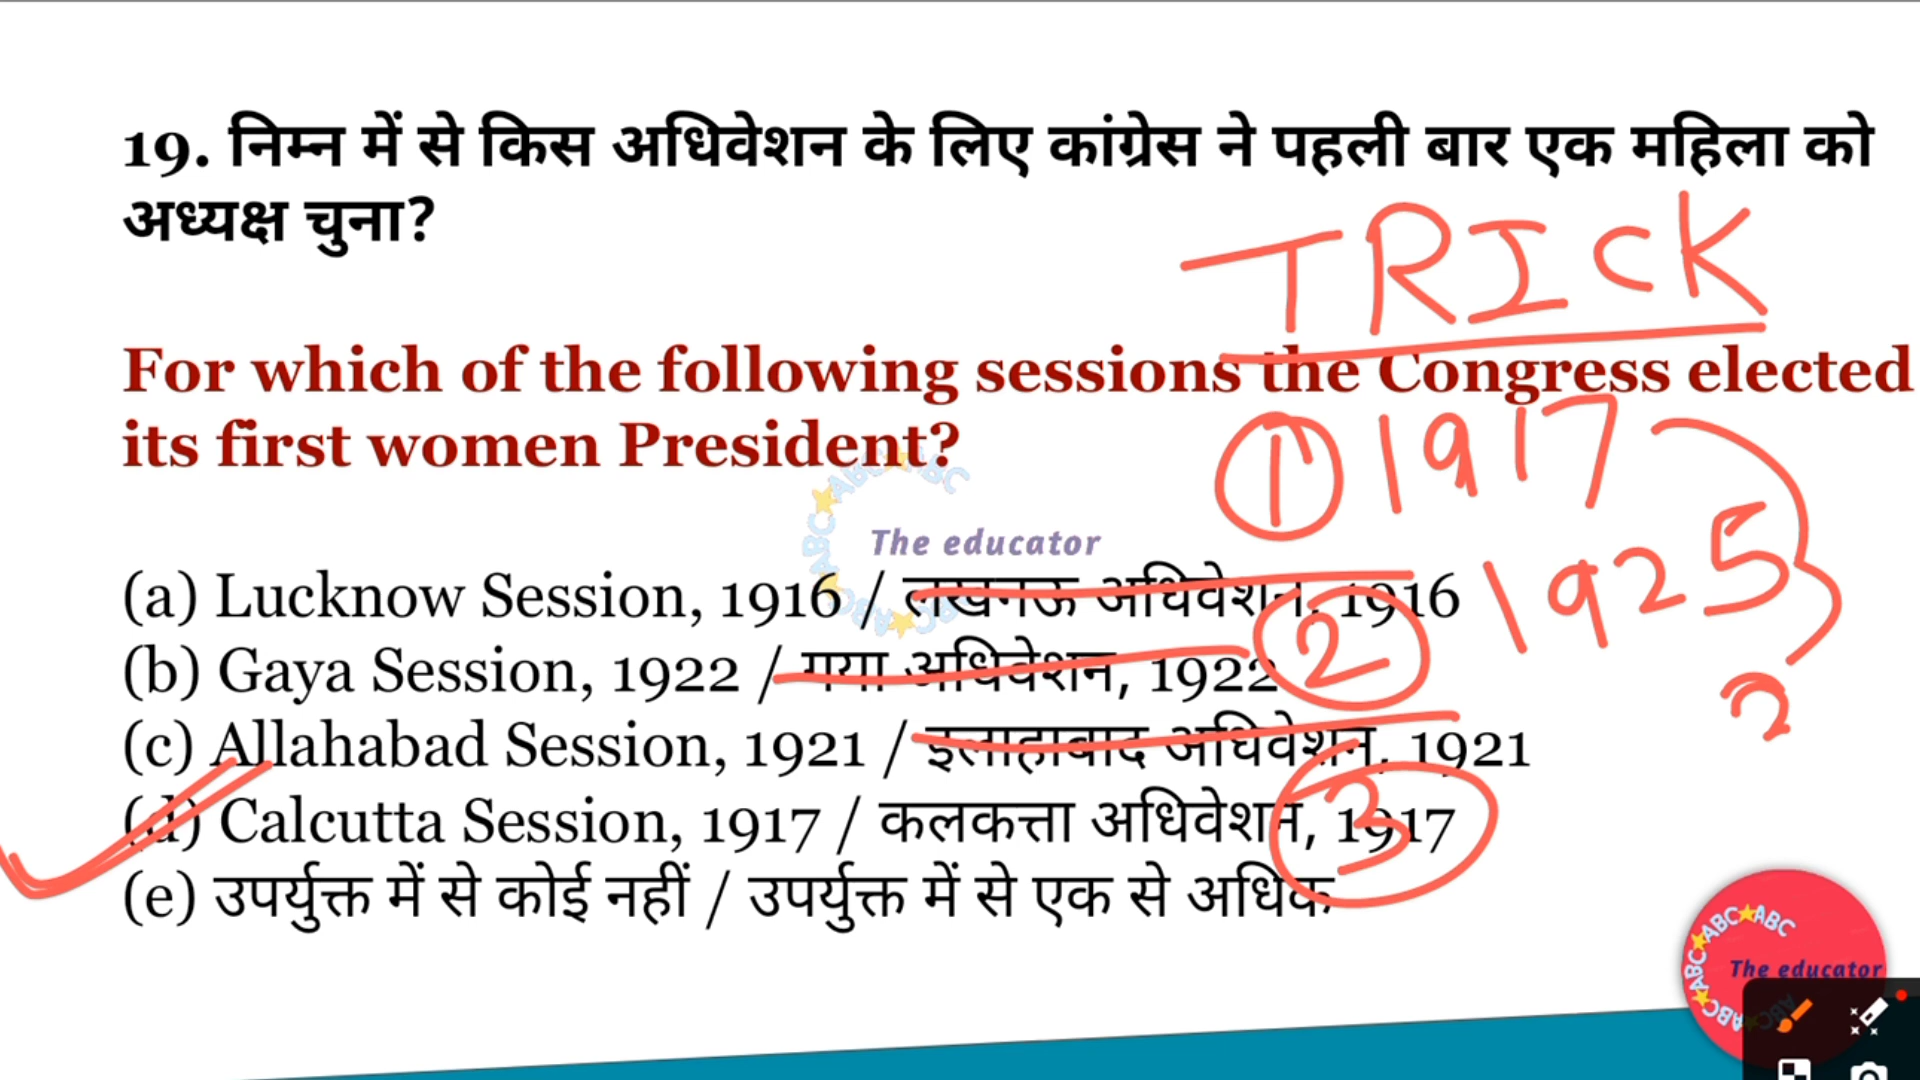 19. निम्न में से किस अधिवेशन के लिए कांग्रेस ने पहली बार एक महिला को
अध्यक्ष चुना?
TRICK
For which of the following sessions the Congress elected
its first women President?
① 1917
The educator
(a) Lucknow Session, 1916 / लखनऊ अधिवेशन, 1916
② 1925
(b) Gaya Session, 1922 / गया अधिवेशन, 1922
?
(c) Allahabad Session, 1921 / इलाहाबाद अधिवेशन, 1921
(d) Calcutta Session, 1917 / कलकत्ता अधिवेशन, 1917
③
(e) उपर्युक्त में से कोई नहीं / उपर्युक्त में से एक से अधिक
ABC★ABC
The educator